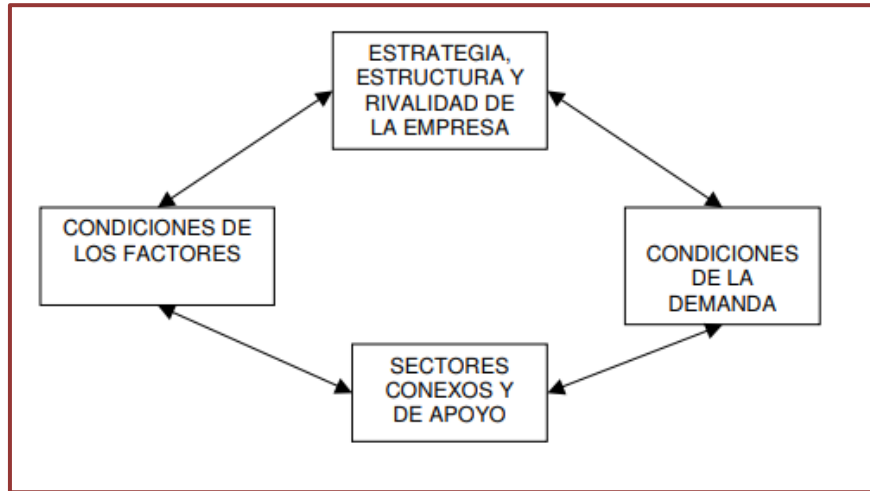 ESTRATEGIA,
ESTRUCTURA Y
RIVALIDAD DE
LA EMPRESA
CONDICIONES DE
LOS FACTORES
CONDICIONES
DE LA
DEMANDA
SECTORES
CONEXOS Y
DE APOYO